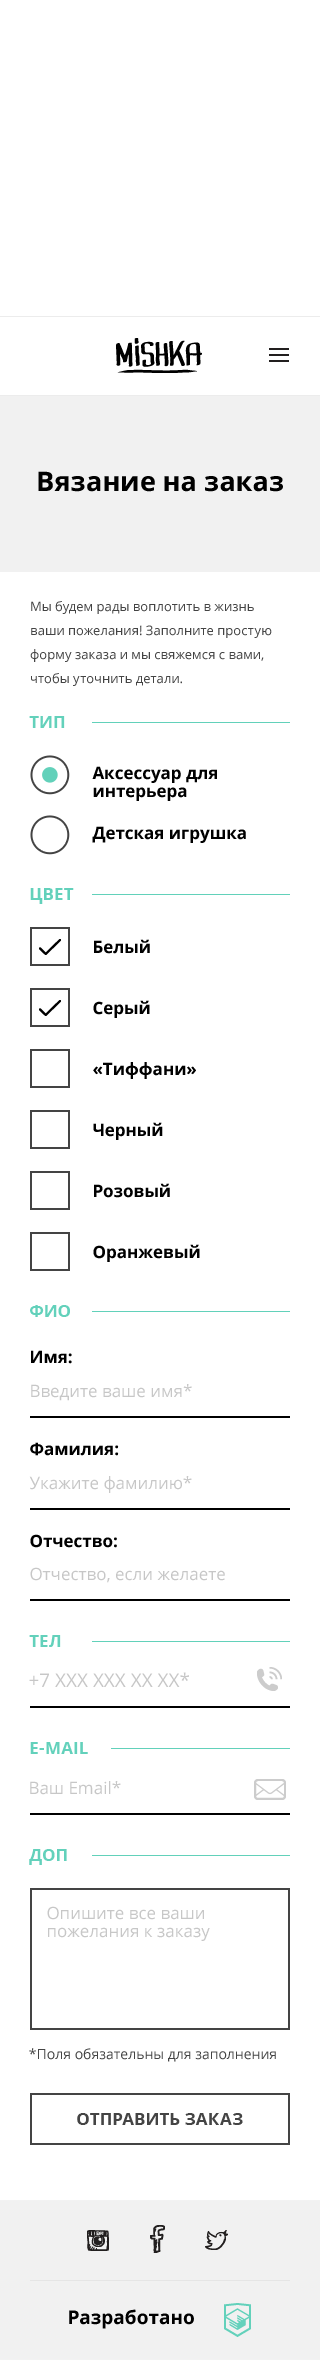 MiSHKA
Вязание на заказ
Мы будем рады воплотить в жизнь
ваши пожелания! Заполните простую
форму заказа и мы свяжемся с вами,
чтобы уточнить детали.
ТИП
Аксессуар для
интерьера
Детская игрушка
ЦВЕТ
Белый
Серый
«Тиффани»
Черный
Розовый
Оранжевый
ФИО
Имя:
Введите ваше имя*
Фамилия:
Укажите фамилию*
Отчество:
Отчество, если желаете
ТЕЛ
+7 XXX XXX XX XX*
E-MAIL
Ваш Email*
ДОП
Опишите все ваши
пожелания к заказу
*Поля обязательны для заполнения
ОТПРАВИТЬ ЗАКАЗ
Разработано